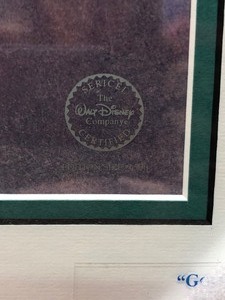 SERICEL
The
WALT DISNEY
Company
CERTIFIED
"G